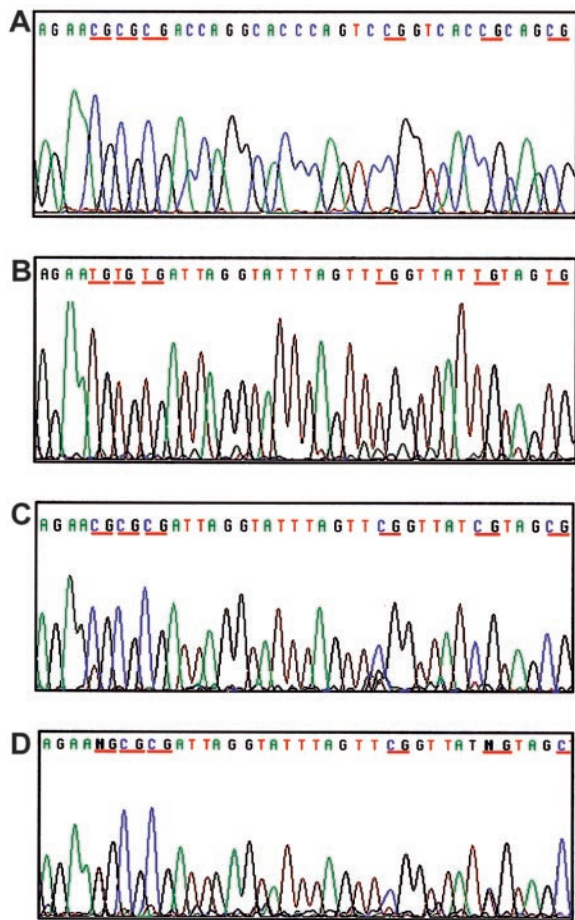 A
AGAACGCGCGACCAGGCACCCAGTCCGGTCACCGCAGCG
B
AGAATGTGTGATTAGGTATTTAGTTTGGTTATTGTAGTG
C
AGAACGCGCGATTAGGTATTTAGTTCGGTTATCGTAGCG
D
AGAANGCGCGATTAGGTATTTAGTTCGGTTATNGTAGC